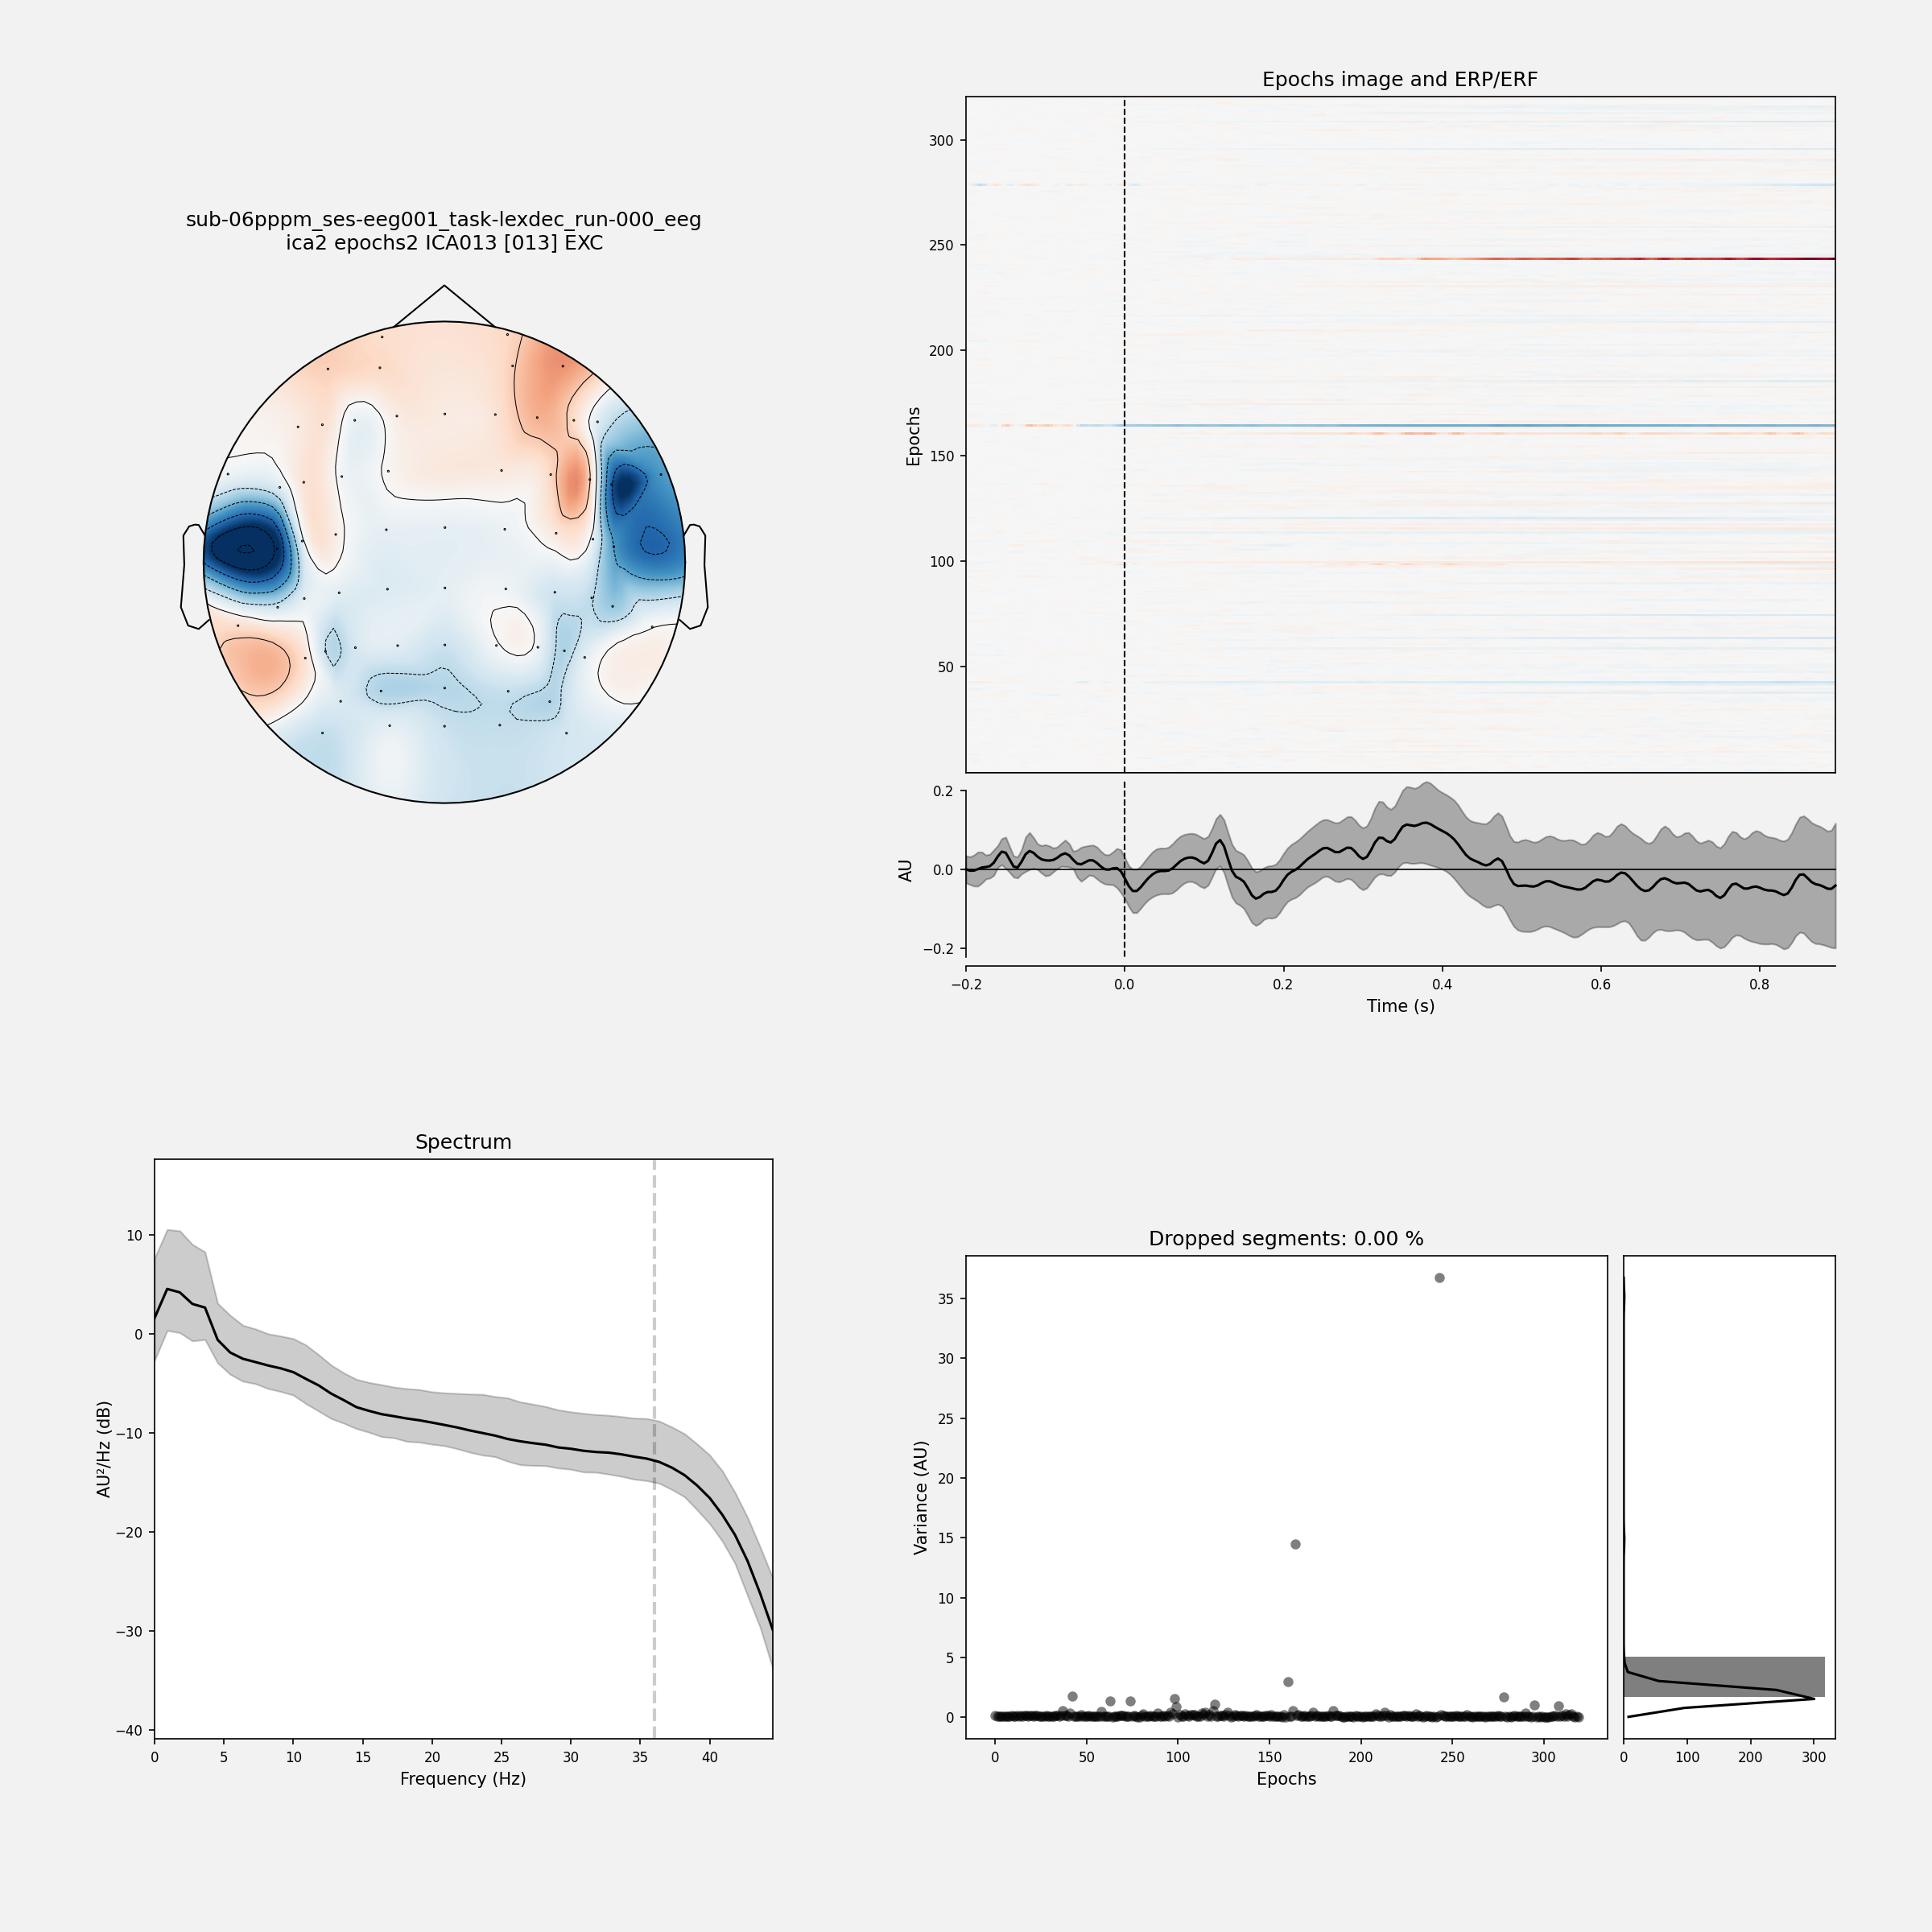 sub-06pppm_ses-eeg001_task-lexdec_run-000_eeg
ica2 epochs2 ICA013 [013] EXC
Epochs image and ERP/ERF
Epochs
300
250
200
150
100
50
AU
0.2
0.0
−0.2
−0.2 0.0 0.2 0.4 0.6 0.8
Time (s)
Spectrum
AU²/Hz (dB)
10
0
−10
−20
−30
−40
0 5 10 15 20 25 30 35 40
Frequency (Hz)
Dropped segments: 0.00 %
Variance (AU)
35
30
25
20
15
10
5
0
0 50 100 150 200 250 300
Epochs
0 100 200 300